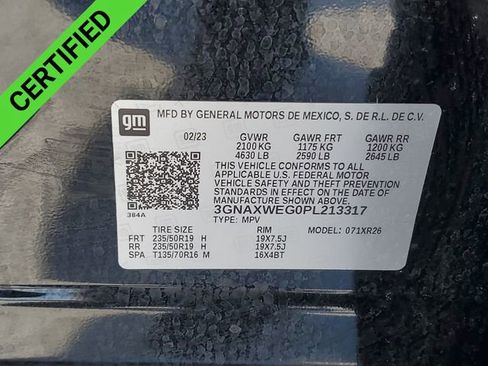 CERTIFIED
gm
MFD BY GENERAL MOTORS DE MEXICO, S. DE R.L. DE C.V.
02/23 GVWR GAWR FRT GAWR RR
2100 KG 1175 KG 1200 KG
4630 LB 2590 LB 2645 LB
THIS VEHICLE CONFORMS TO ALL APPLICABLE
U.S. FEDERAL MOTOR
VEHICLE SAFETY AND THEFT PREVENTION
STANDARDS IN EFFECT ON THE DATE
OF MANUFACTURE SHOWN ABOVE.
3GNAXWEG0PL213317
384A TYPE: MPV MODEL: 071XR26
TIRE SIZE RIM
FRT 235/50R19 H 19X7.5J
RR 235/50R19 H 19X7.5J
SPA T135/70R16 M 16X4BT